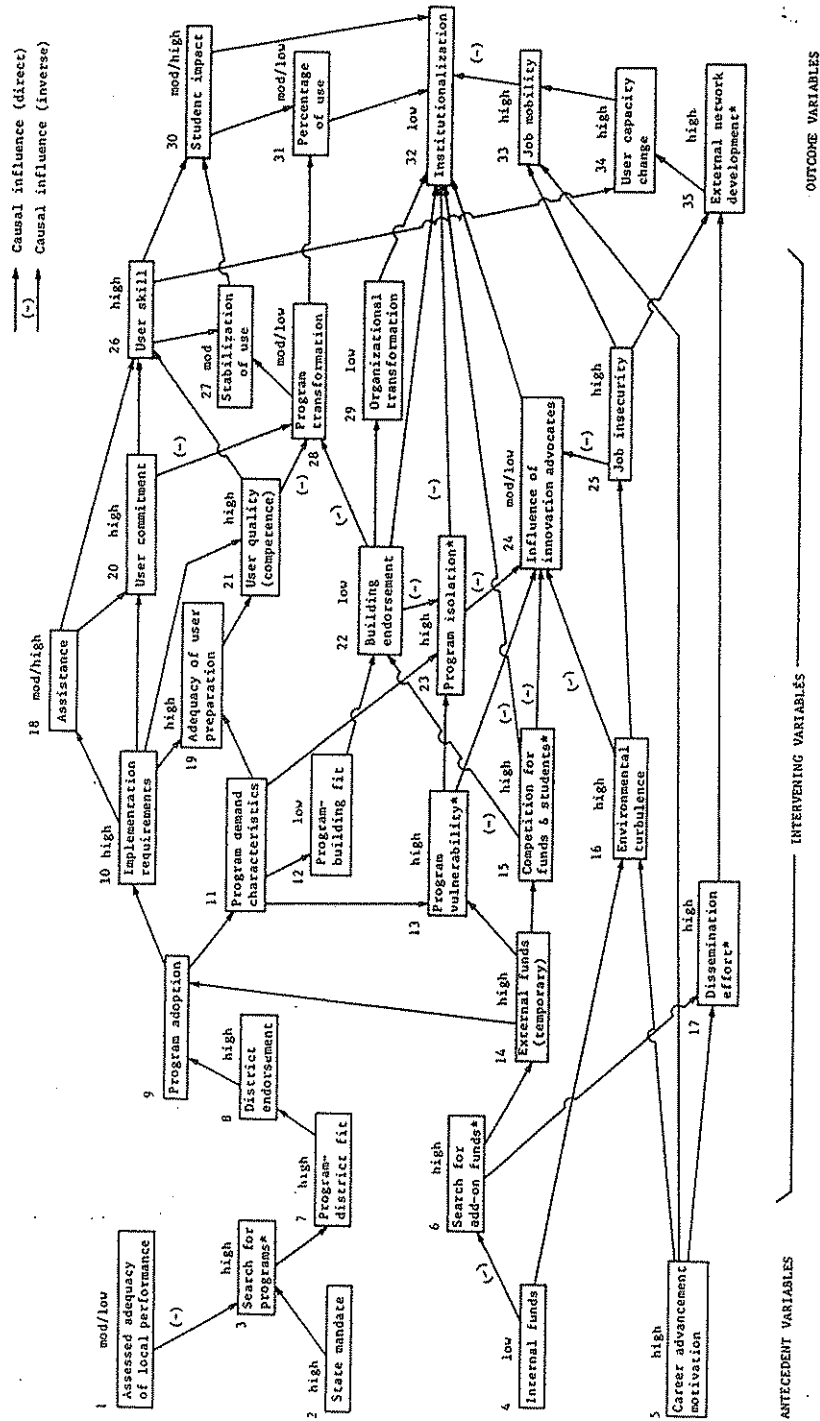 Causal influence (direct)
(-) Causal influence (inverse)
1 mod/low
Assessed adequacy
of local performance
(-)
2 high
State mandate
3 high
Search for
programs*
4 low
Internal funds
(-)
5 high
Career advancement
motivation
6 high
Search for
add-on funds*
7 high
Program-
district fit
8 high
District
endorsement
9
Program adoption
10 high
Implementation
requirements
11
Program demand
characteristics
12 low
Program-
building fit
13 high
Program
vulnerability*
14 high
External funds
(temporary)
15 high
Competition for
funds & students*
(-)
(-)
(-)
(-)
16 high
Environmental
turbulence
(-)
17 high
Dissemination
effort*
18 mod/high
Assistance
19 high
Adequacy of user
preparation
20 high
User commitment
(-)
21 high
User quality
(competence)
(-)
22 low
Building
endorsement
(-)
(-)
23 high
Program isolation*
(-)
(-)
24 mod/low
Influence of
innovation advocates
25 high
Job insecurity
(-)
26 high
User skill
27 mod
Stabilization
of use
28 mod/low
Program
transformation
29 low
Organizational
transformation
30 mod/high
Student impact
31 mod/low
Percentage
of use
32 low
Institutionalization
(-)
33 high
Job mobility
34 high
User capacity
change
35 high
External network
development*
ANTECEDENT VARIABLES
INTERVENING VARIABLES
OUTCOME VARIABLES